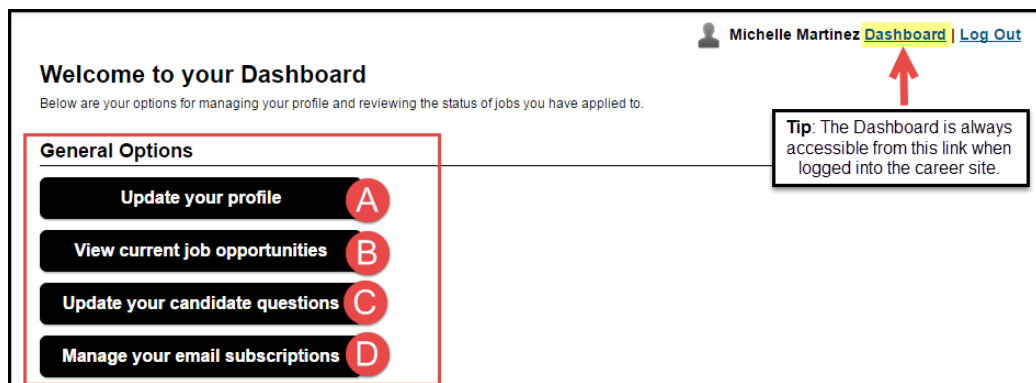 Michelle Martinez Dashboard | Log Out
Welcome to your Dashboard
Below are your options for managing your profile and reviewing the status of jobs you have applied to.
Tip: The Dashboard is always
accessible from this link when
logged into the career site.
General Options
Update your profile A
View current job opportunities B
Update your candidate questions C
Manage your email subscriptions D